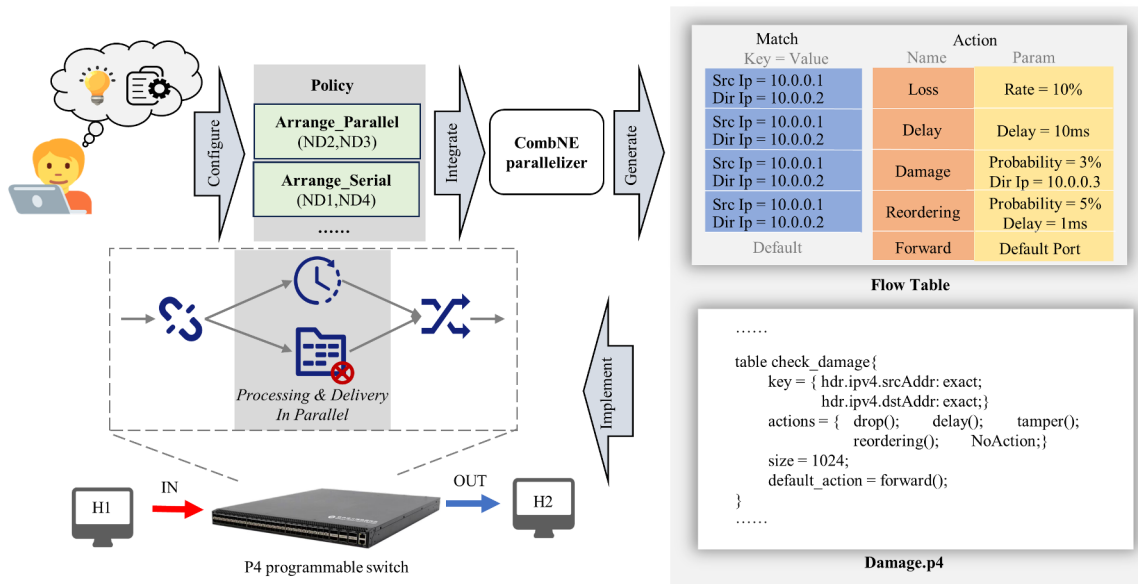 Configure
Policy
Arrange_Parallel
(ND2,ND3)
Arrange_Serial
(ND1,ND4)
......
Integrate
CombNE
parallelizer
Generate
Match
Key = Value
Action
Name
Param
Src Ip = 10.0.0.1
Dir Ip = 10.0.0.2
Loss
Rate = 10%
Src Ip = 10.0.0.1
Dir Ip = 10.0.0.2
Delay
Delay = 10ms
Src Ip = 10.0.0.1
Dir Ip = 10.0.0.2
Damage
Probability = 3%
Dir Ip = 10.0.0.3
Src Ip = 10.0.0.1
Dir Ip = 10.0.0.2
Reordering
Probability = 5%
Delay = 1ms
Default
Forward
Default Port
Flow Table
Processing & Delivery
In Parallel
Implement
......
table check_damage{
key = { hdr.ipv4.srcAddr: exact;
hdr.ipv4.dstAddr: exact;}
actions = { drop(); delay(); tamper();
reordering(); NoAction;}
size = 1024;
default_action = forward();
}
......
Damage.p4
H1
IN
OUT
H2
P4 programmable switch